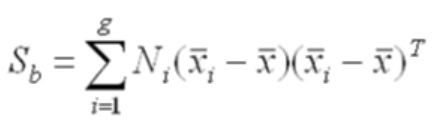 S_b = \sum_{i=1}^{g} N_i(\bar{x}_i - \bar{x})(\bar{x}_i - \bar{x})^T